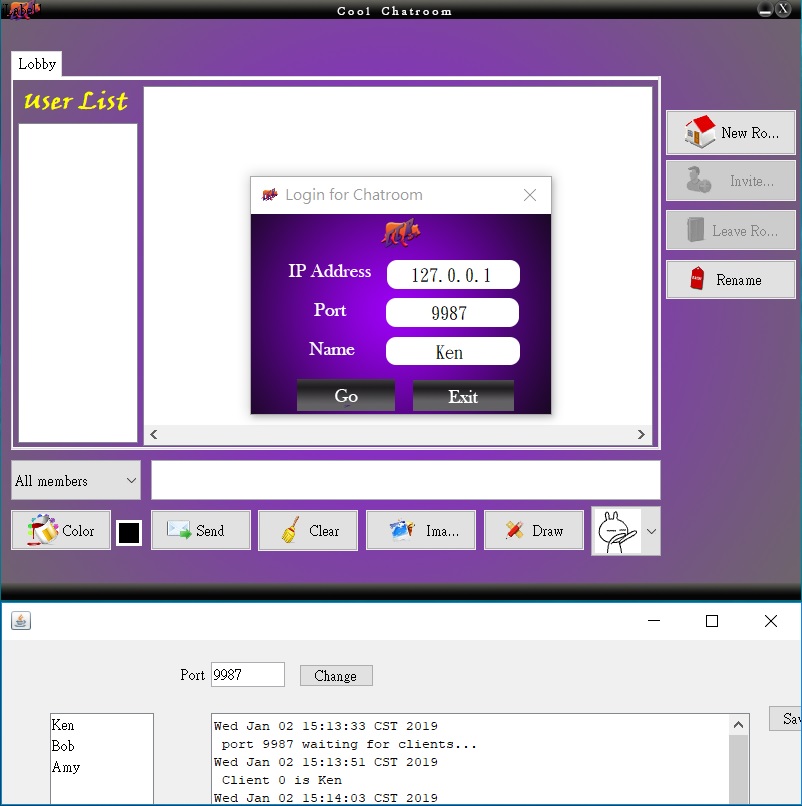 Cool Chatroom
Lobby
User List
New Ro...
Invite...
Leave Ro...
Rename
Login for Chatroom
IP Address 127.0.0.1
Port 9987
Name Ken
Go Exit
All members
Color Send Clear Ima... Draw
Port 9987 Change
Ken
Bob
Amy
Wed Jan 02 15:13:33 CST 2019
port 9987 waiting for clients...
Wed Jan 02 15:13:51 CST 2019
Client 0 is Ken
Wed Jan 02 15:14:03 CST 2019
Sav